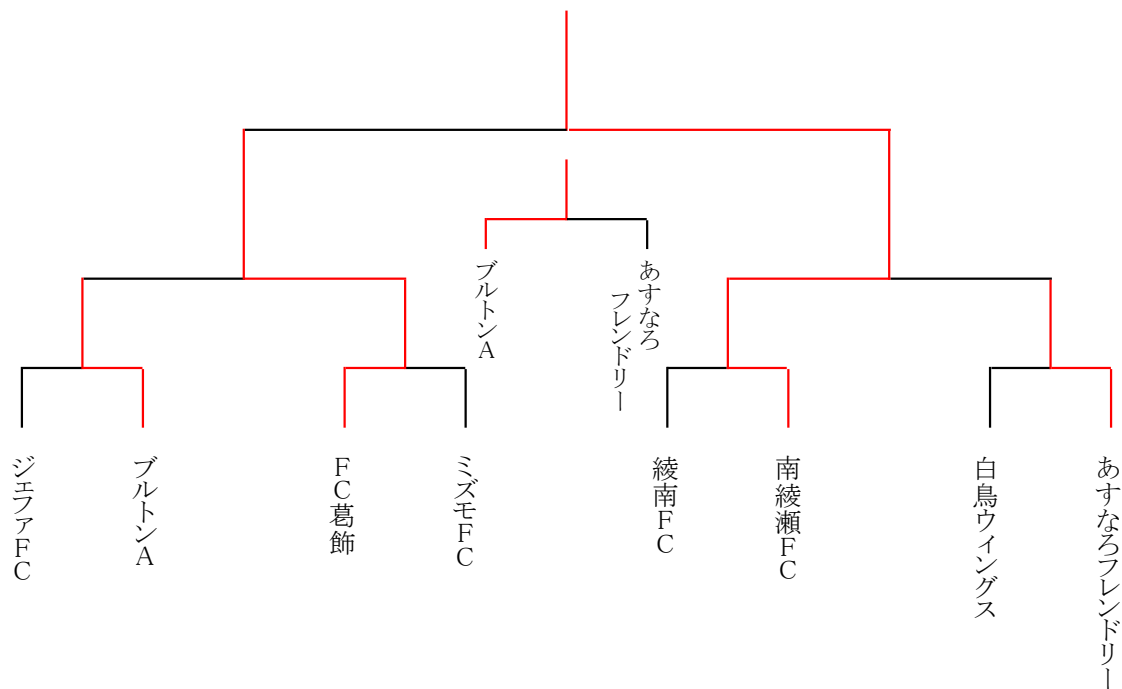 ブルトンA
あすなろ
フレンドリー
ジェファFC
ブルトンA
FC葛飾
ミズモFC
綾南FC
南綾瀬FC
白鳥ウィングス
あすなろフレンドリー